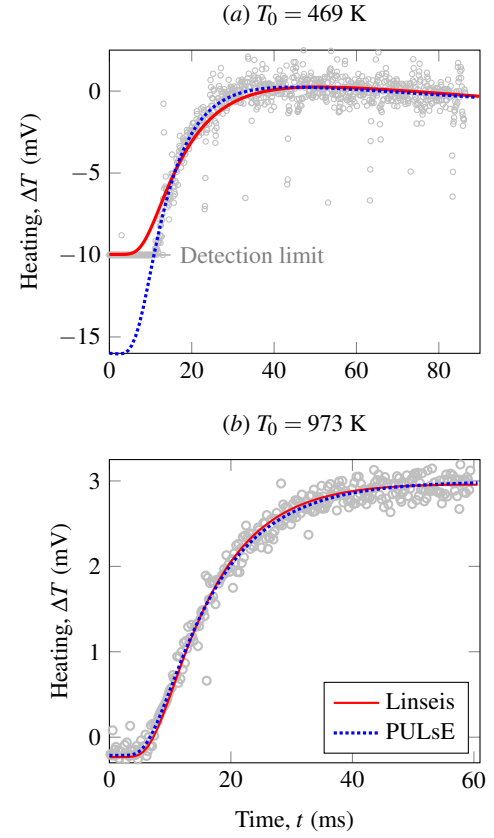 (a) T₀ = 469 K
0
−5
−10
−15
Heating, ΔT (mV)
Detection limit
0 20 40 60 80
(b) T₀ = 973 K
3
2
1
0
Heating, ΔT (mV)
Linseis
PULsE
0 20 40 60
Time, t (ms)